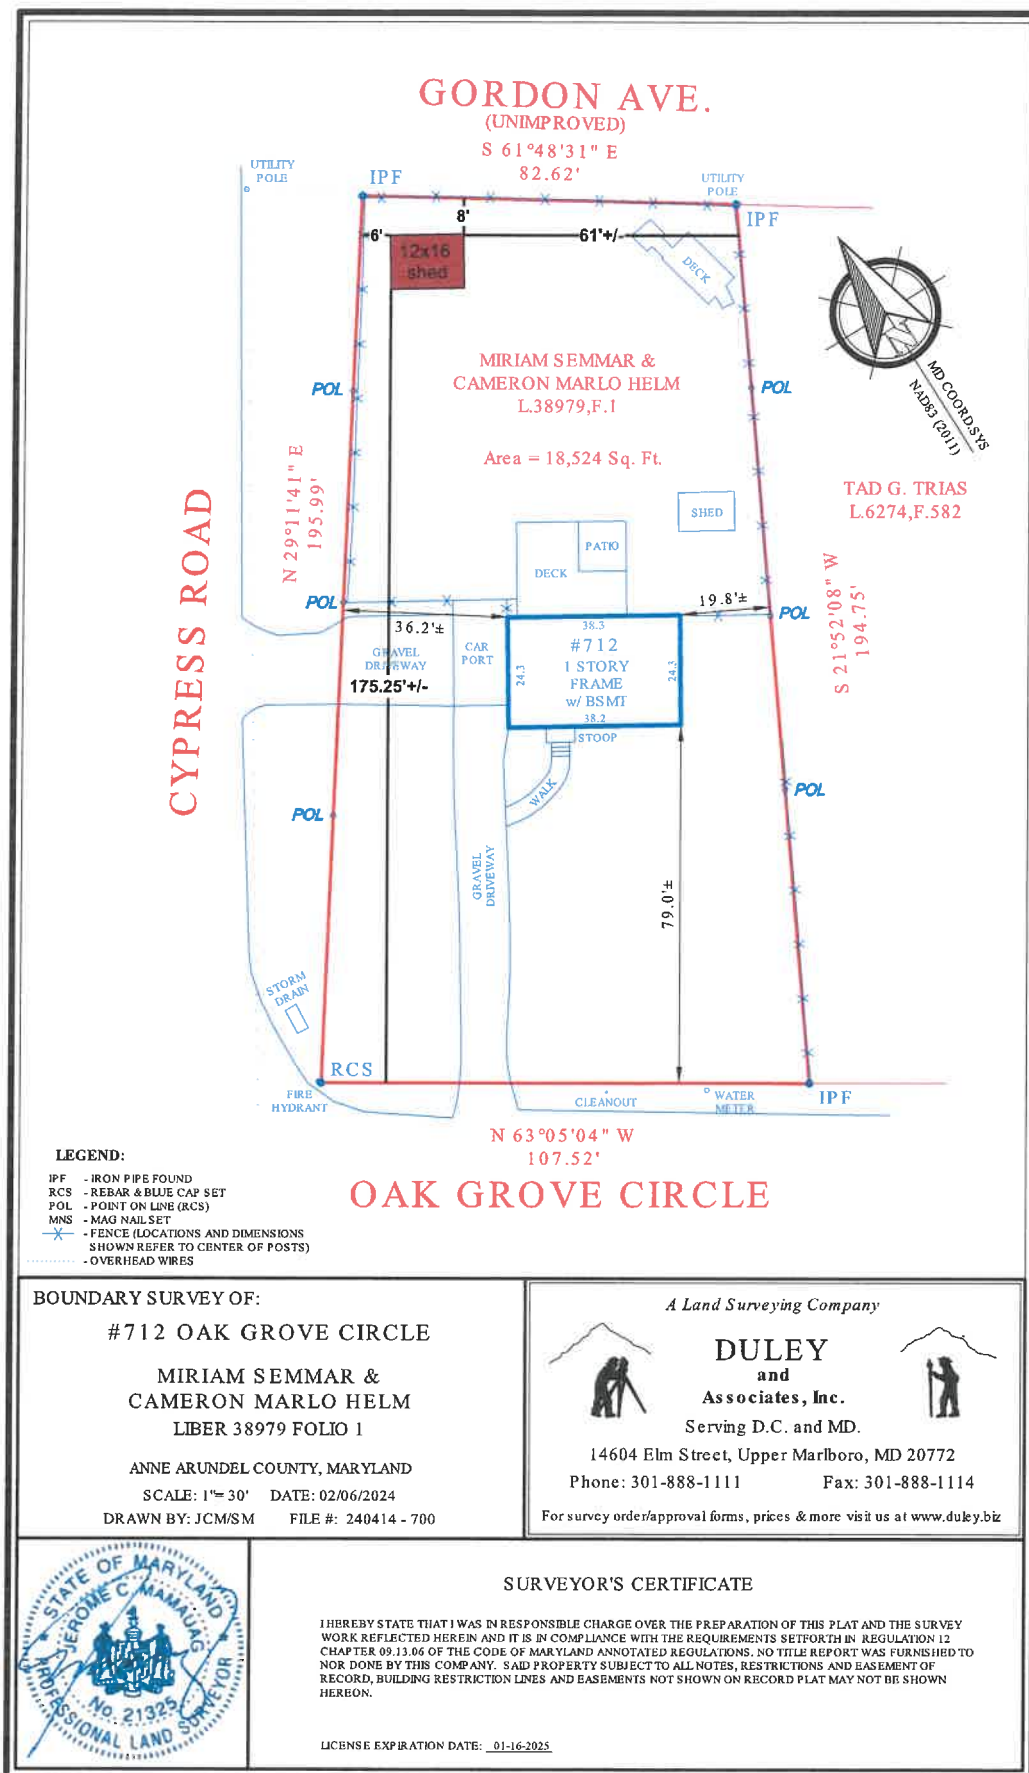 GORDON AVE.
(UNIMPROVED)
S 61°48'31" E
82.62'
UTILITY
POLE
IPF
UTILITY
POLE
IPF
8'
6'
61'+/-
12x16
shed
DECK
MD COORD.SYS
NAD83 (2011)
MIRIAM SEMMAR &
CAMERON MARLO HELM
L.38979,F.1
Area = 18,524 Sq. Ft.
POL
POL
TAD G. TRIAS
L.6274,F.582
N 29°11'41" E
195.99'
CYPRESS ROAD
SHED
PATIO
DECK
S 21°52'08" W
194.75'
POL
POL
36.2'±
19.8'±
GRAVEL
DRIVEWAY
CAR
PORT
175.25'+/-
38.3
#712
1 STORY
FRAME
w/ BSMT
24.3
24.3
38.2
STOOP
WALK
POL
POL
GRAVEL
DRIVEWAY
79.0'±
STORM
DRAIN
RCS
FIRE
HYDRANT
CLEANOUT
WATER
METER
IPF
N 63°05'04" W
107.52'
OAK GROVE CIRCLE
LEGEND:
IPF - IRON PIPE FOUND
RCS - REBAR & BLUE CAP SET
POL - POINT ON LINE (RCS)
MNS - MAG NAIL SET
- FENCE (LOCATIONS AND DIMENSIONS
SHOWN REFER TO CENTER OF POSTS)
- OVERHEAD WIRES
BOUNDARY SURVEY OF:
#712 OAK GROVE CIRCLE
MIRIAM SEMMAR &
CAMERON MARLO HELM
LIBER 38979 FOLIO 1
ANNE ARUNDEL COUNTY, MARYLAND
SCALE: 1"= 30' DATE: 02/06/2024
DRAWN BY: JCM/SM FILE #: 240414 - 700
A Land Surveying Company
DULEY
and
Associates, Inc.
Serving D.C. and MD.
14604 Elm Street, Upper Marlboro, MD 20772
Phone: 301-888-1111 Fax: 301-888-1114
For survey order/approval forms, prices & more visit us at www.duley.biz
STATE OF MARYLAND
JEROME C. MAMAUAG
No. 21325
PROFESSIONAL LAND SURVEYOR
SURVEYOR'S CERTIFICATE
I HEREBY STATE THAT I WAS IN RESPONSIBLE CHARGE OVER THE PREPARATION OF THIS PLAT AND THE SURVEY
WORK REFLECTED HEREIN AND IT IS IN COMPLIANCE WITH THE REQUIREMENTS SETFORTH IN REGULATION 12
CHAPTER 09.13.06 OF THE CODE OF MARYLAND ANNOTATED REGULATIONS. NO TITLE REPORT WAS FURNISHED TO
NOR DONE BY THIS COMPANY. SAID PROPERTY SUBJECT TO ALL NOTES, RESTRICTIONS AND EASEMENT OF
RECORD, BUILDING RESTRICTION LINES AND EASEMENTS NOT SHOWN ON RECORD PLAT MAY NOT BE SHOWN
HEREON.
LICENSE EXPIRATION DATE: 01-16-2025